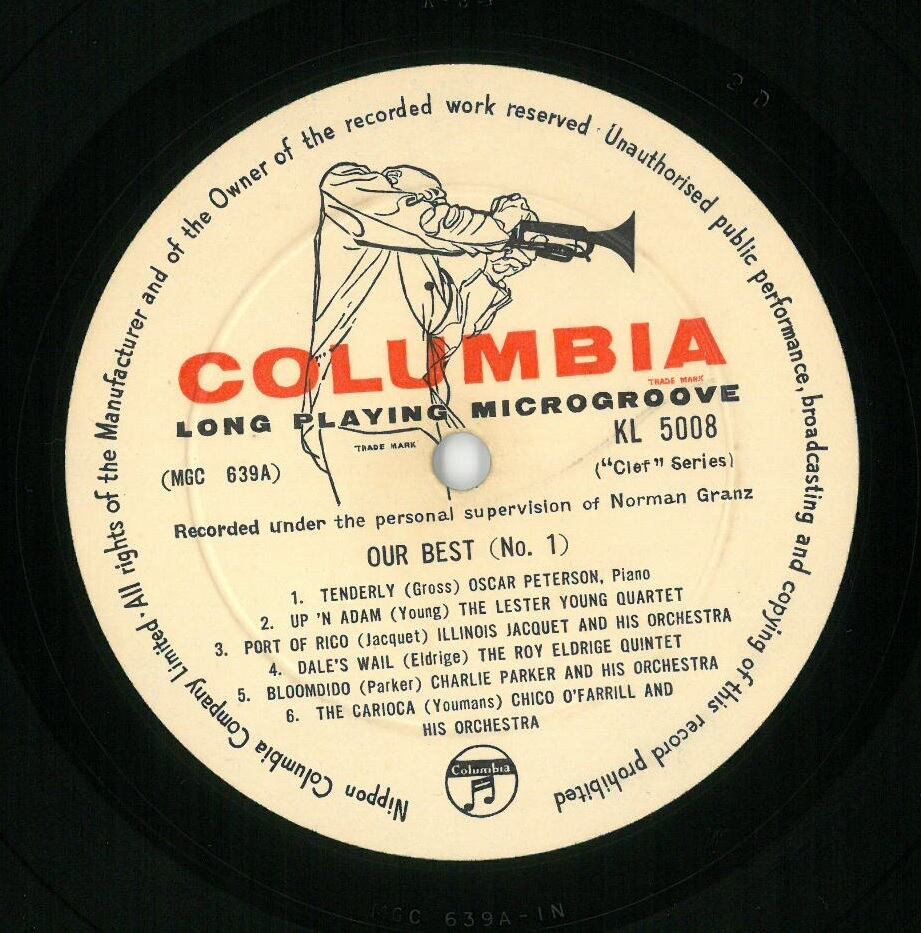 Nippon Columbia Company Limited · All rights of the Manufacturer and of the Owner of the recorded work reserved · Unauthorised public performance, broadcasting and copying of this record prohibited
2 D
COLUMBIA
TRADE MARK
LONG PLAYING MICROGROOVE
TRADE MARK
KL 5008
(MGC 639A)
("Clef" Series)
Recorded under the personal supervision of Norman Granz
OUR BEST (No. 1)
1. TENDERLY (Gross) OSCAR PETERSON, Piano
2. UP 'N ADAM (Young) THE LESTER YOUNG QUARTET
3. PORT OF RICO (Jacquet) ILLINOIS JACQUET AND HIS ORCHESTRA
4. DALE'S WAIL (Eldrige) THE ROY ELDRIGE QUINTET
5. BLOOMDIDO (Parker) CHARLIE PARKER AND HIS ORCHESTRA
6. THE CARIOCA (Youmans) CHICO O'FARRILL AND
HIS ORCHESTRA
Columbia
MGC 639A-1N